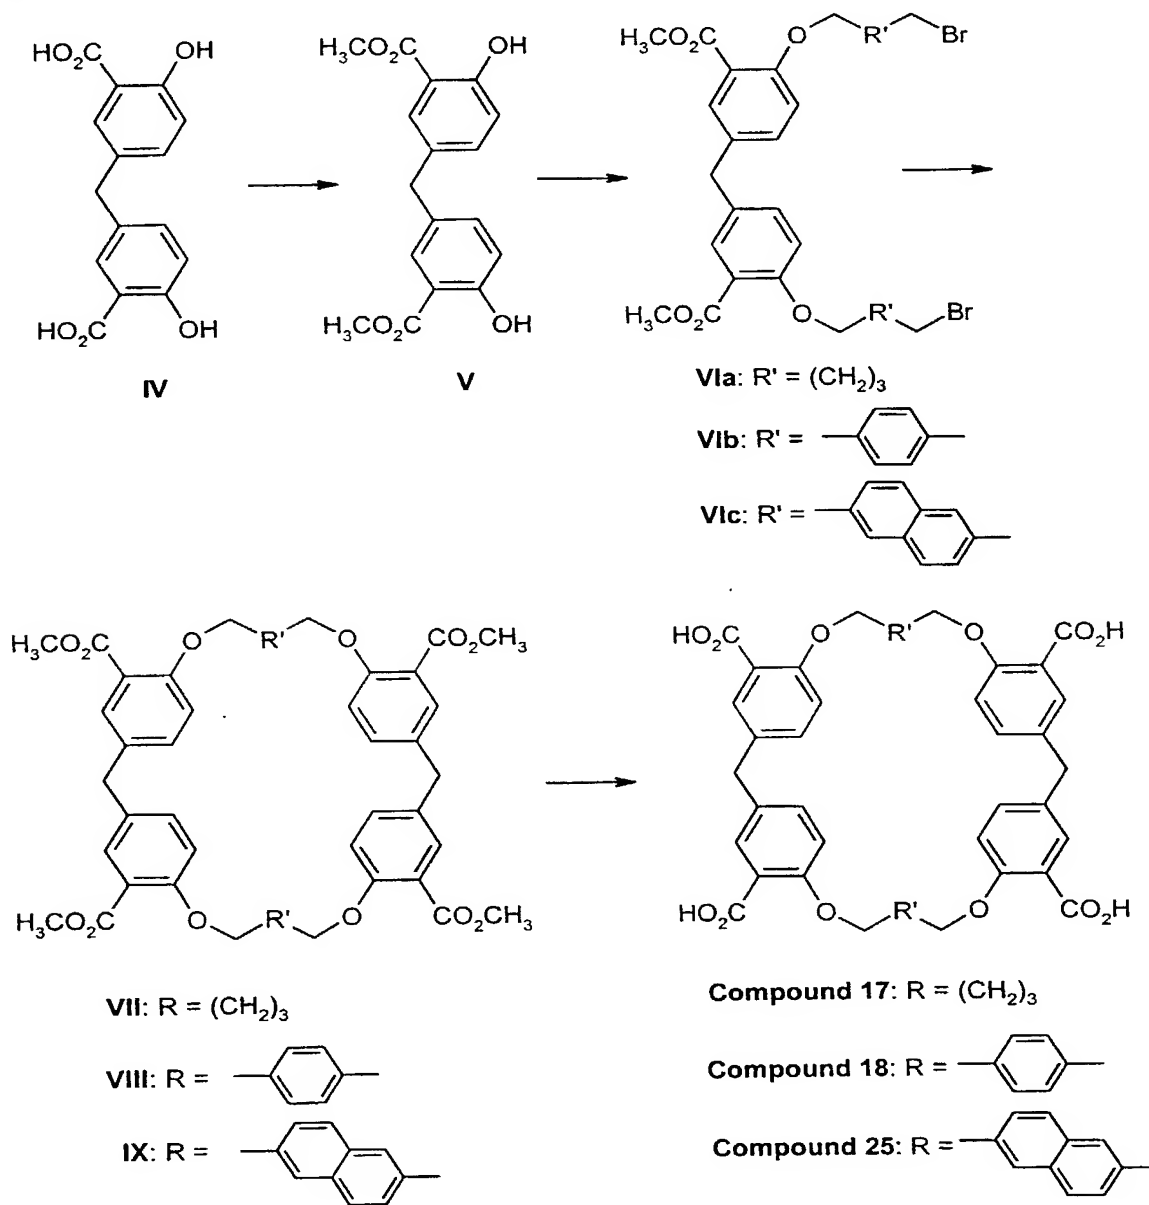 HO₂C OH
HO₂C OH
IV
H₃CO₂C OH
H₃CO₂C OH
V
H₃CO₂C O R' Br
H₃CO₂C O R' Br
VIa: R' = (CH₂)₃
VIb: R' =
VIc: R' =
H₃CO₂C O R' O CO₂CH₃
H₃CO₂C O R' O CO₂CH₃
VII: R = (CH₂)₃
VIII: R =
IX: R =
HO₂C O R' O CO₂H
HO₂C O R' O CO₂H
Compound 17: R = (CH₂)₃
Compound 18: R =
Compound 25: R =